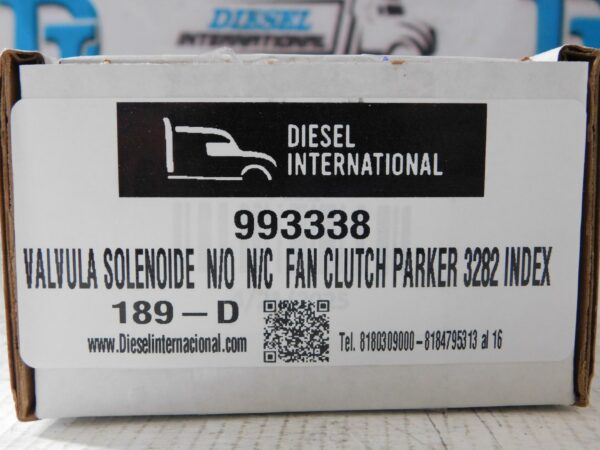 DIESEL
INTERNATIONAL
DIESEL
INTERNATIONAL
993338
VALVULA SOLENOIDE N/O N/C FAN CLUTCH PARKER 3282 INDEX
189 – D
www.Dieselinternacional.com
Tel. 8180309000–8184795313 al 16